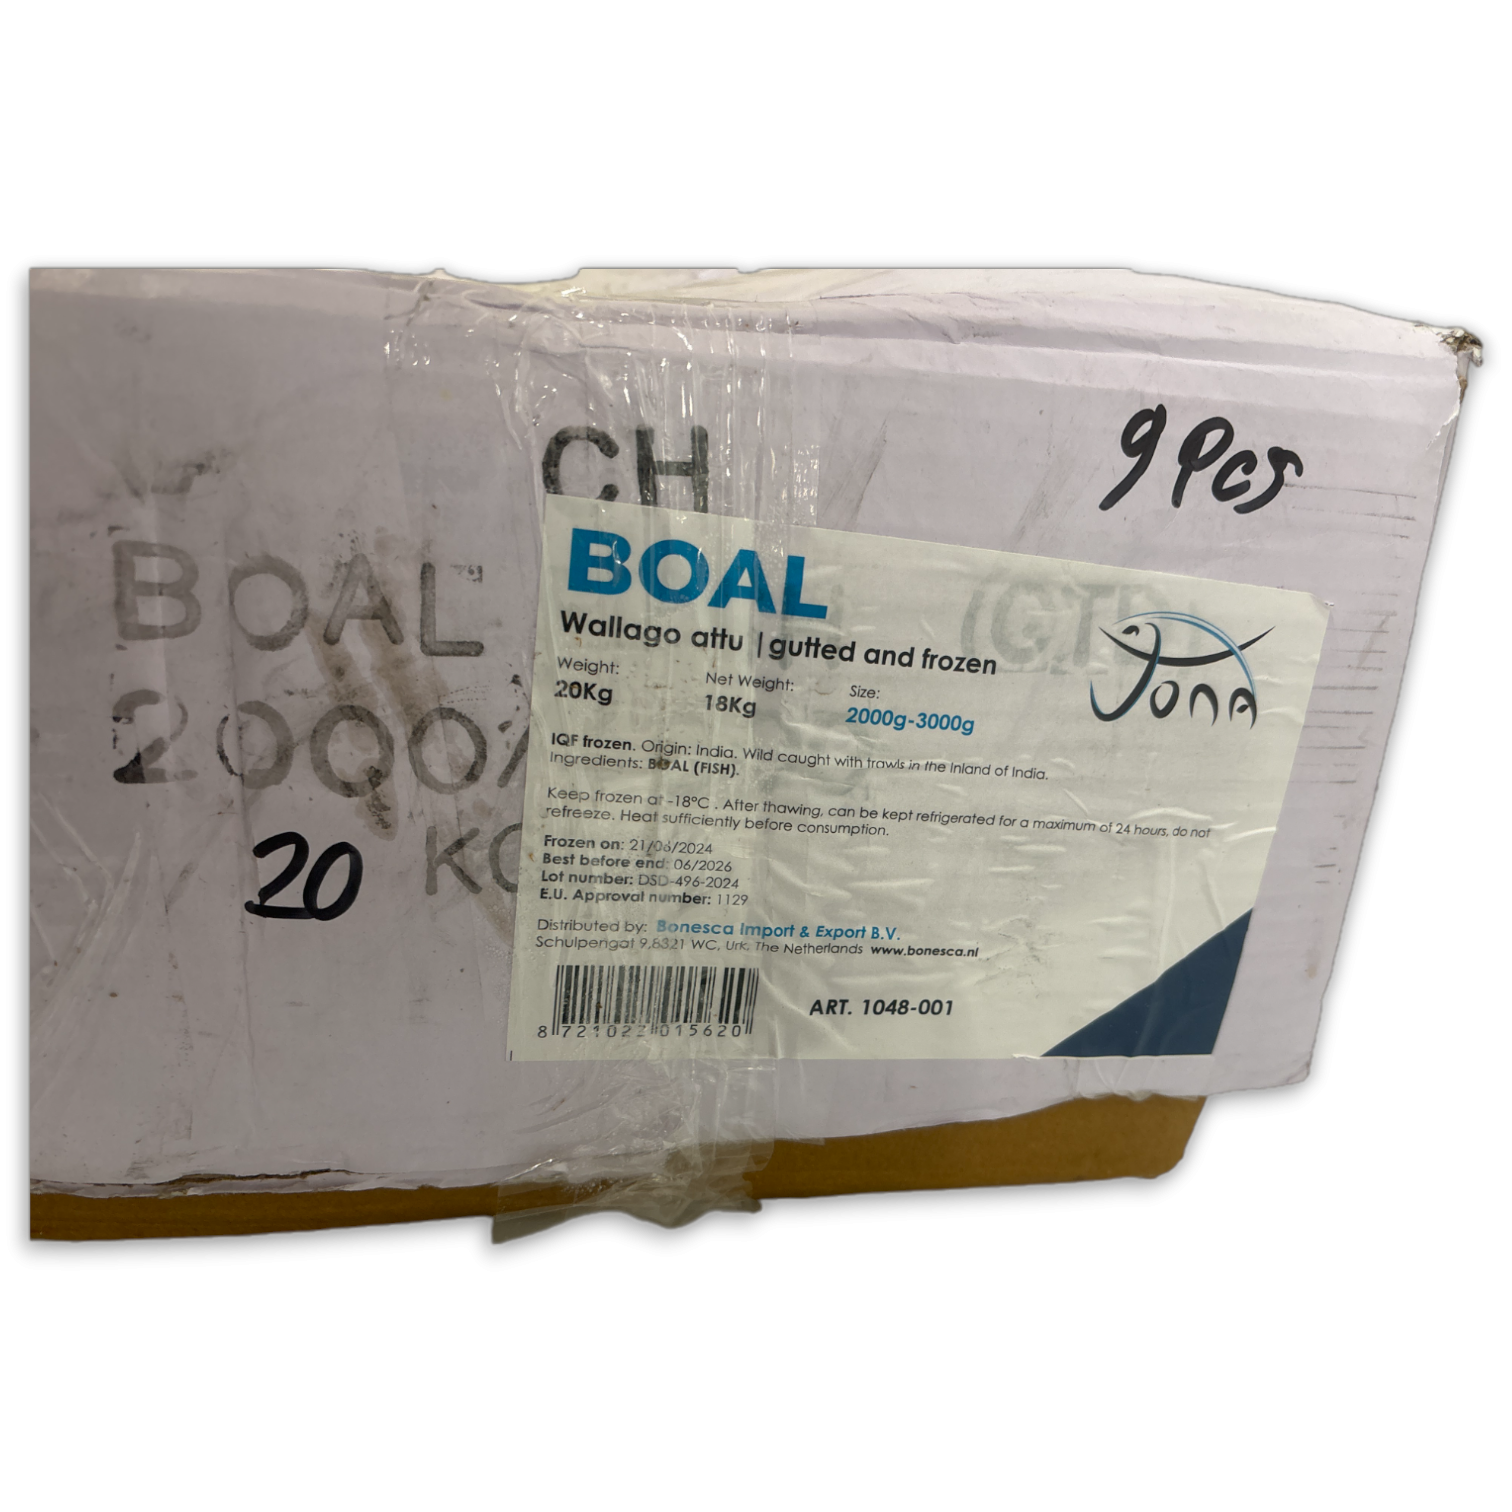 CH
9 Pcs
BOAL
2000/
20
KG
BOAL
Wallago attu | gutted and frozen
Weight: Net Weight: Size:
20Kg 18Kg 2000g-3000g
Jona
IQF frozen. Origin: India. Wild caught with trawls in the Inland of India.
Ingredients: BOAL (FISH).
Keep frozen at -18°C . After thawing, can be kept refrigerated for a maximum of 24 hours, do not
refreeze. Heat sufficiently before consumption.
Frozen on: 21/06/2024
Best before end: 06/2026
Lot number: DSD-496-2024
E.U. Approval number: 1129
Distributed by: Bonesca Import & Export B.V.
Schulpengat 9,8321 WC, Urk, The Netherlands www.bonesca.nl
8 721022 015620
ART. 1048-001